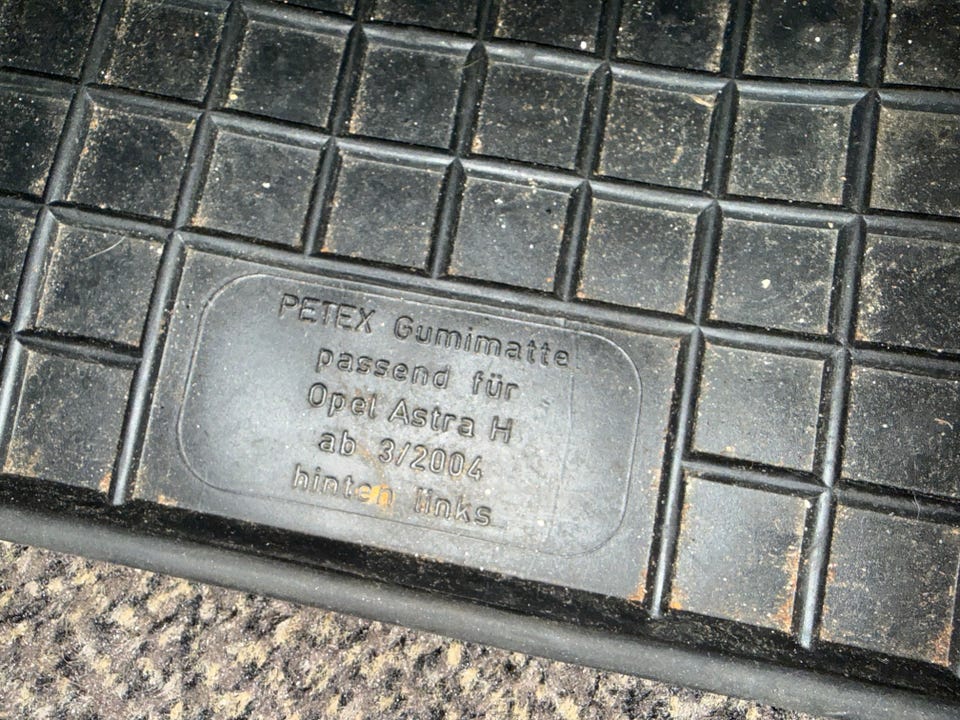 PETEX Gumimatte
passend für
Opel Astra H
ab 3/2004
hinten links